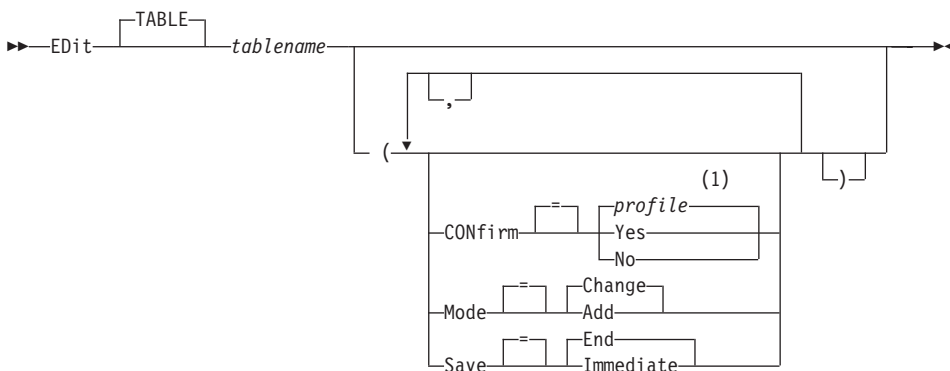 TABLE
EDit tablename
,
(
)
(1)
= profile
CONfirm Yes
No
= Change
Mode Add
= End
Save Immediate